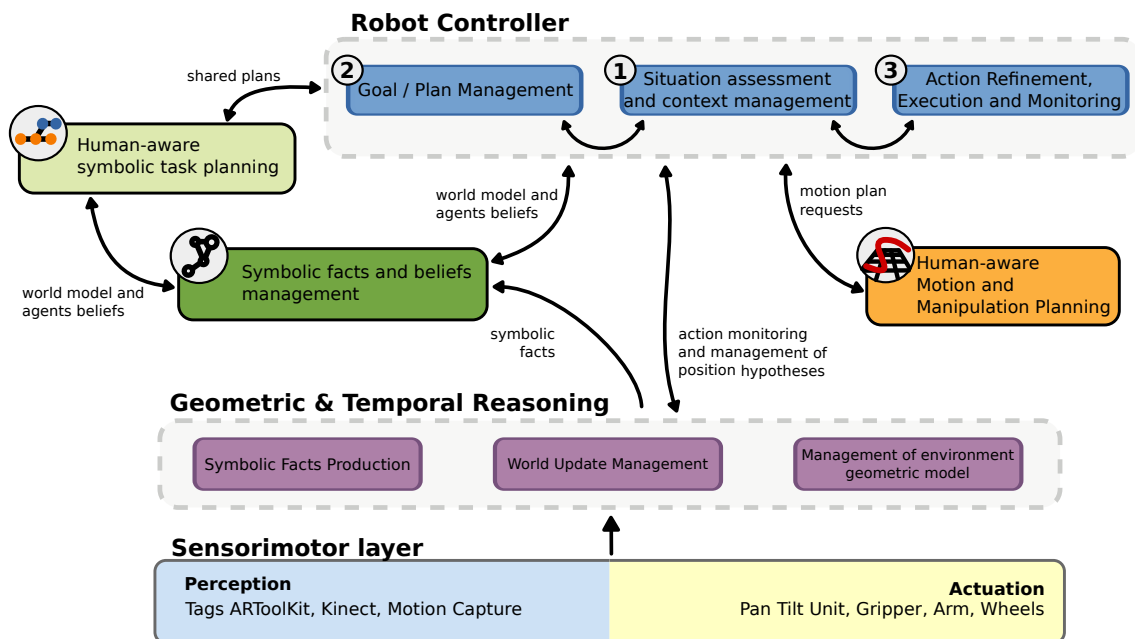 Robot Controller
shared plans
2
Goal / Plan Management
1
Situation assessment
and context management
3
Action Refinement,
Execution and Monitoring
Human-aware
symbolic task planning
world model and
agents beliefs
motion plan
requests
Symbolic facts and beliefs
management
Human-aware
Motion and
Manipulation Planning
world model and
agents beliefs
symbolic
facts
action monitoring
and management of
position hypotheses
Geometric & Temporal Reasoning
Symbolic Facts Production
World Update Management
Management of environment
geometric model
Sensorimotor layer
Perception
Tags ARToolKit, Kinect, Motion Capture
Actuation
Pan Tilt Unit, Gripper, Arm, Wheels